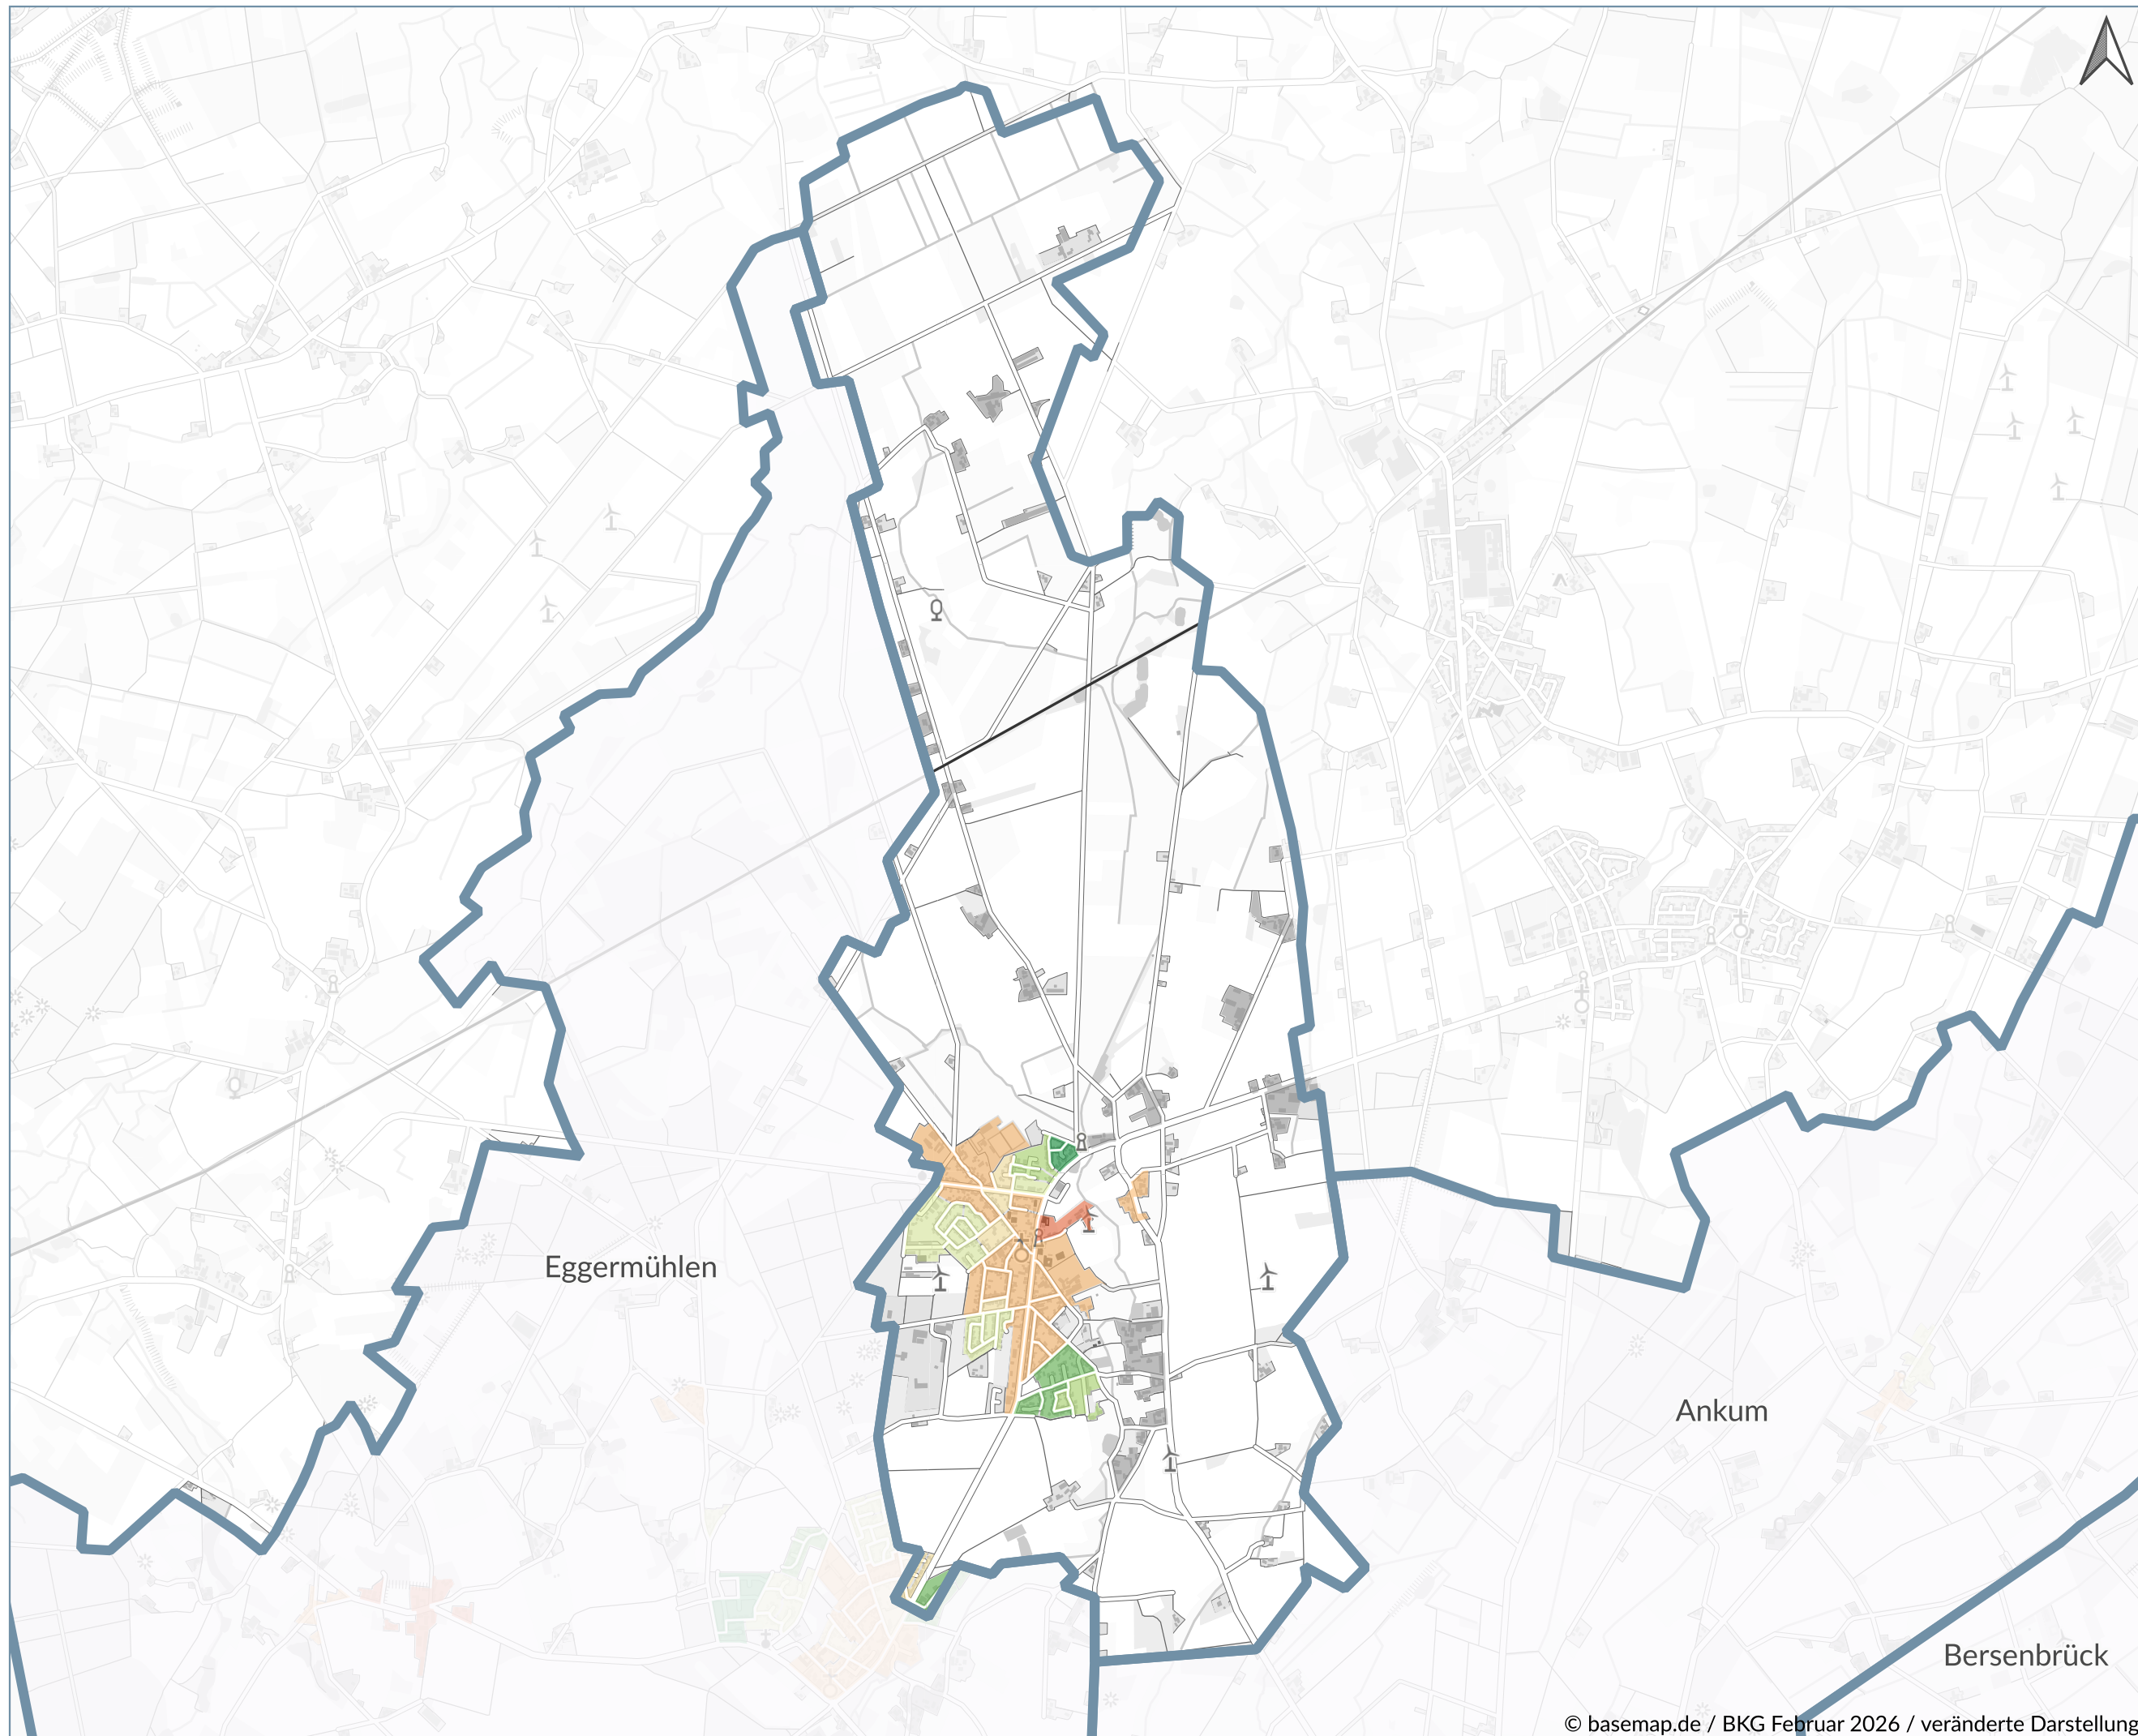 Eggermühlen
Ankum
Bersenbrück
© basemap.de / BKG Februar 2026 / veränderte Darstellung